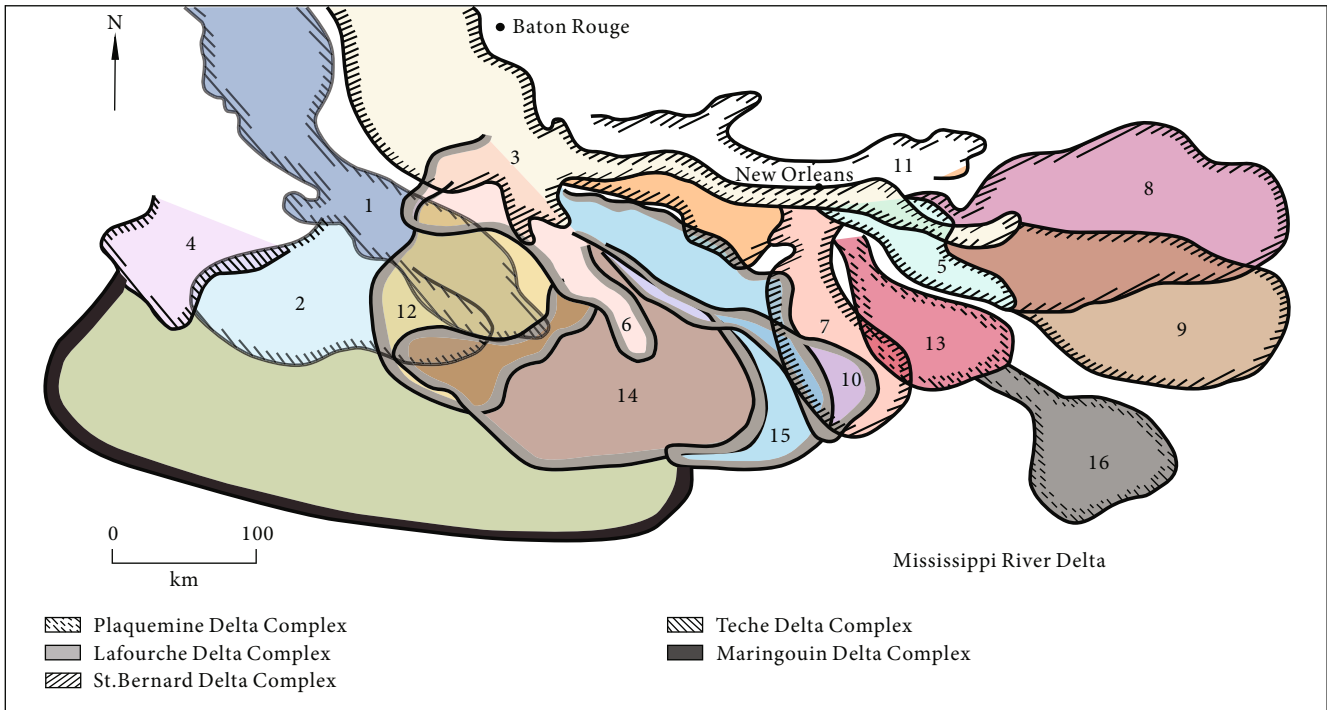 N
Baton Rouge
3
11
New Orleans
8
1
4
5
2
12
6
7
13
9
10
14
15
16
0 100
km
Mississippi River Delta
Plaquemine Delta Complex
Lafourche Delta Complex
St.Bernard Delta Complex
Teche Delta Complex
Maringouin Delta Complex